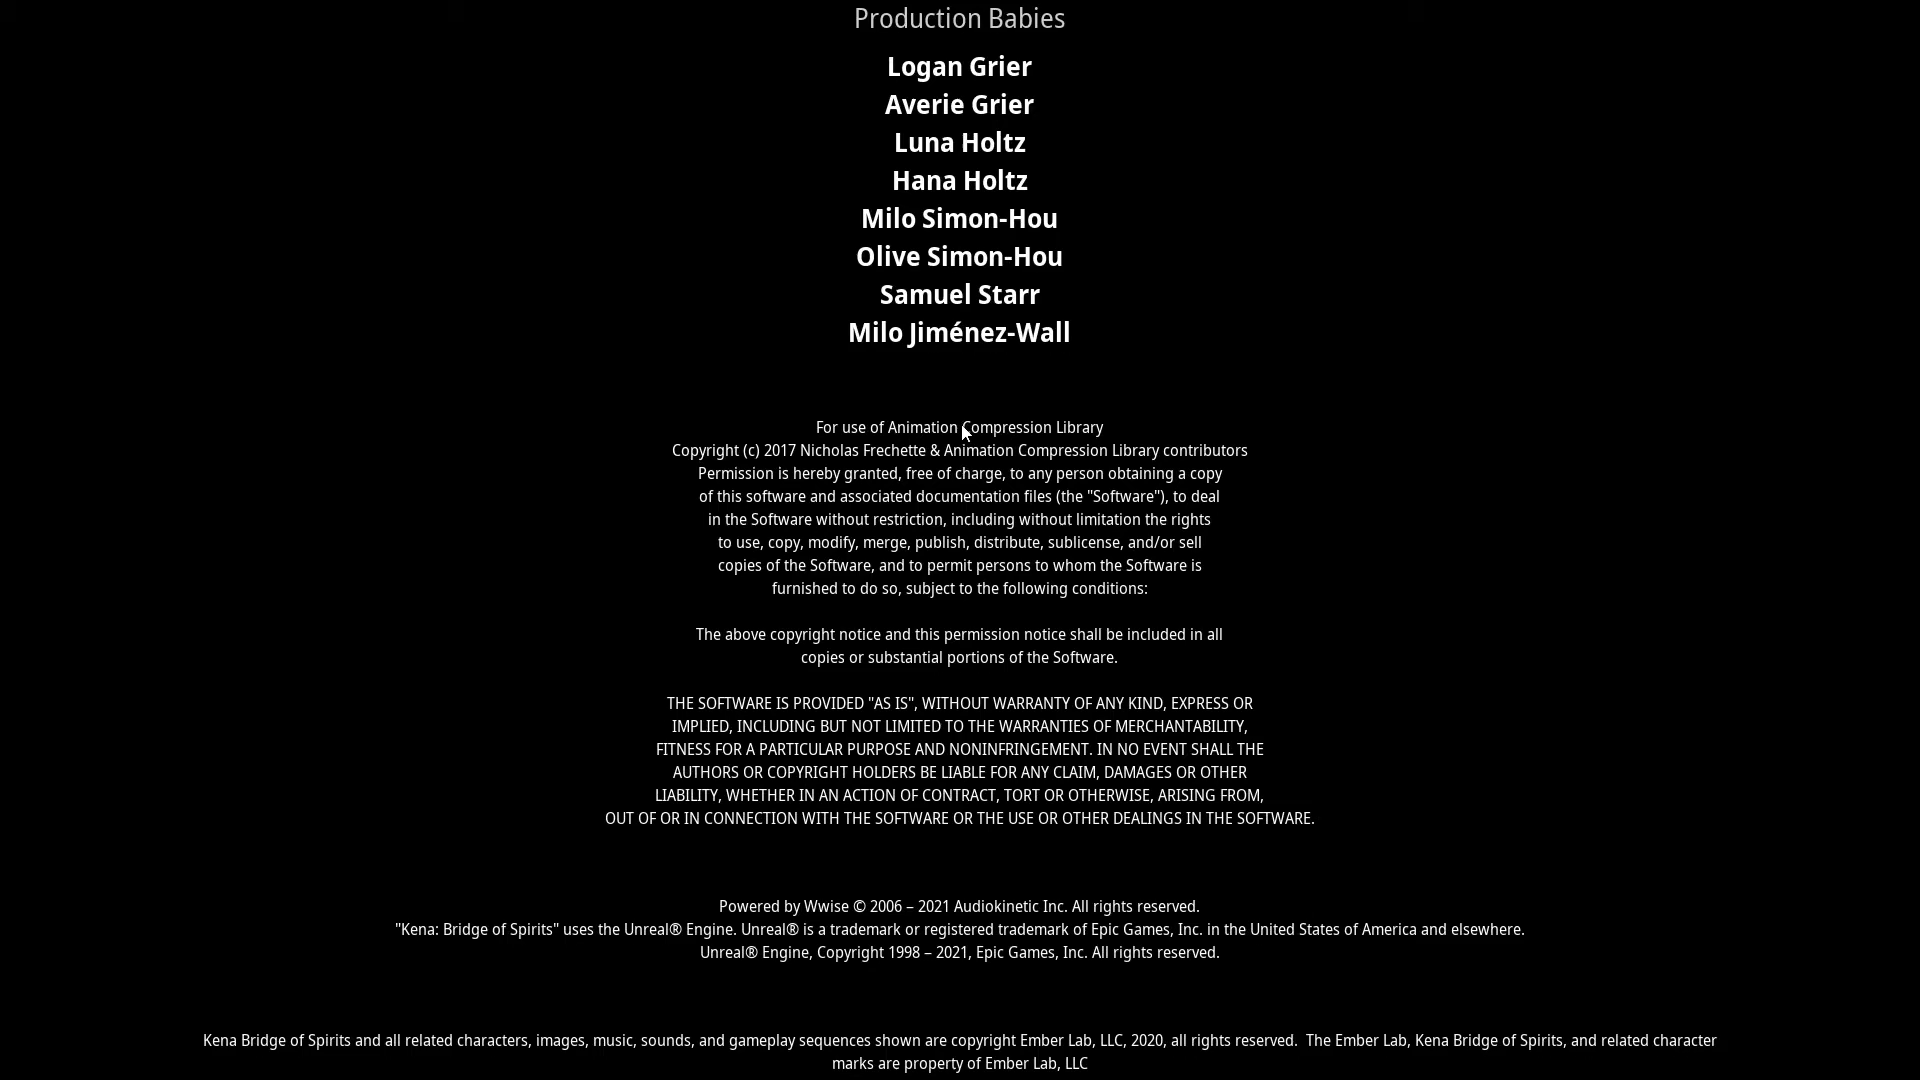 Production Babies
Logan Grier
Averie Grier
Luna Holtz
Hana Holtz
Milo Simon-Hou
Olive Simon-Hou
Samuel Starr
Milo Jiménez-Wall
For use of Animation Compression Library
Copyright (c) 2017 Nicholas Frechette & Animation Compression Library contributors
Permission is hereby granted, free of charge, to any person obtaining a copy
of this software and associated documentation files (the "Software"), to deal
in the Software without restriction, including without limitation the rights
to use, copy, modify, merge, publish, distribute, sublicense, and/or sell
copies of the Software, and to permit persons to whom the Software is
furnished to do so, subject to the following conditions:
The above copyright notice and this permission notice shall be included in all
copies or substantial portions of the Software.
THE SOFTWARE IS PROVIDED "AS IS", WITHOUT WARRANTY OF ANY KIND, EXPRESS OR
IMPLIED, INCLUDING BUT NOT LIMITED TO THE WARRANTIES OF MERCHANTABILITY,
FITNESS FOR A PARTICULAR PURPOSE AND NONINFRINGEMENT. IN NO EVENT SHALL THE
AUTHORS OR COPYRIGHT HOLDERS BE LIABLE FOR ANY CLAIM, DAMAGES OR OTHER
LIABILITY, WHETHER IN AN ACTION OF CONTRACT, TORT OR OTHERWISE, ARISING FROM,
OUT OF OR IN CONNECTION WITH THE SOFTWARE OR THE USE OR OTHER DEALINGS IN THE SOFTWARE.
Powered by Wwise © 2006 – 2021 Audiokinetic Inc. All rights reserved.
"Kena: Bridge of Spirits" uses the Unreal® Engine. Unreal® is a trademark or registered trademark of Epic Games, Inc. in the United States of America and elsewhere.
Unreal® Engine, Copyright 1998 – 2021, Epic Games, Inc. All rights reserved.
Kena Bridge of Spirits and all related characters, images, music, sounds, and gameplay sequences shown are copyright Ember Lab, LLC, 2020, all rights reserved.  The Ember Lab, Kena Bridge of Spirits, and related character
marks are property of Ember Lab, LLC